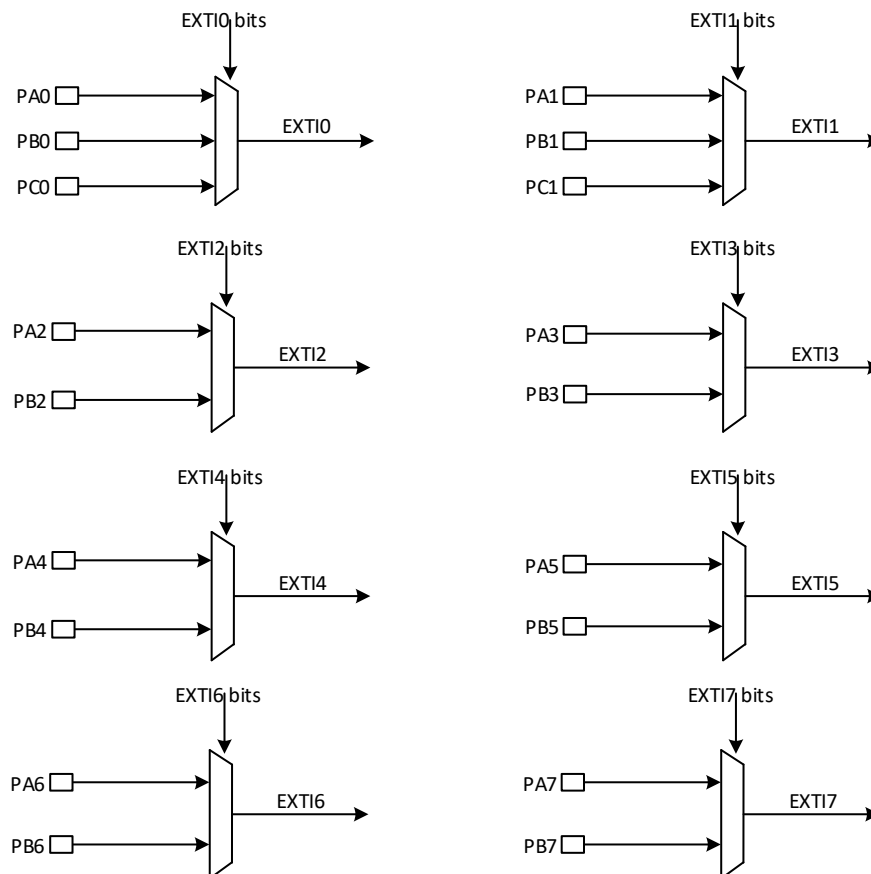 EXTI0 bits
PA0
PB0
PC0
EXTI0
EXTI1 bits
PA1
PB1
PC1
EXTI1
EXTI2 bits
PA2
PB2
EXTI2
EXTI3 bits
PA3
PB3
EXTI3
EXTI4 bits
PA4
PB4
EXTI4
EXTI5 bits
PA5
PB5
EXTI5
EXTI6 bits
PA6
PB6
EXTI6
EXTI7 bits
PA7
PB7
EXTI7